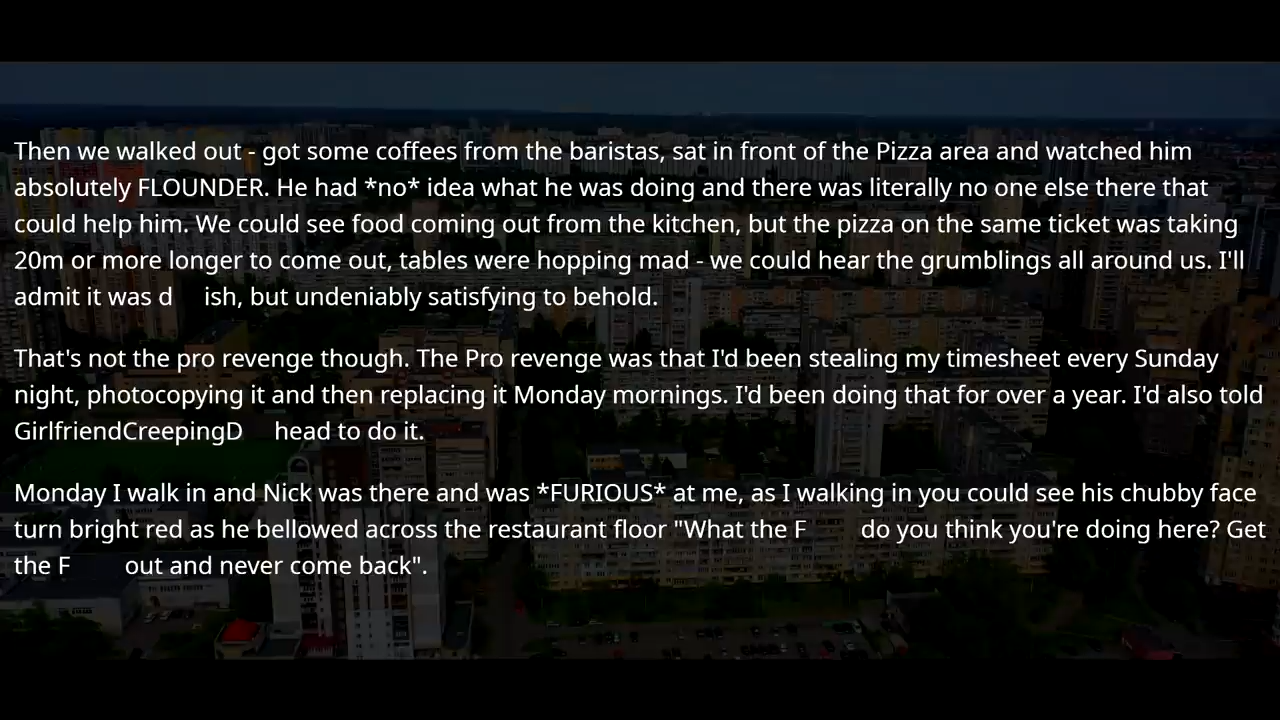 Then we walked out - got some coffees from the baristas, sat in front of the Pizza area and watched him
absolutely FLOUNDER. He had *no* idea what he was doing and there was literally no one else there that
could help him. We could see food coming out from the kitchen, but the pizza on the same ticket was taking
20m or more longer to come out, tables were hopping mad - we could hear the grumblings all around us. I'll
admit it was d ish, but undeniably satisfying to behold.
That's not the pro revenge though. The Pro revenge was that I'd been stealing my timesheet every Sunday
night, photocopying it and then replacing it Monday mornings. I'd been doing that for over a year. I'd also told
GirlfriendCreepingD head to do it.
Monday I walk in and Nick was there and was *FURIOUS* at me, as I walking in you could see his chubby face
turn bright red as he bellowed across the restaurant floor "What the F do you think you're doing here? Get
the F out and never come back".